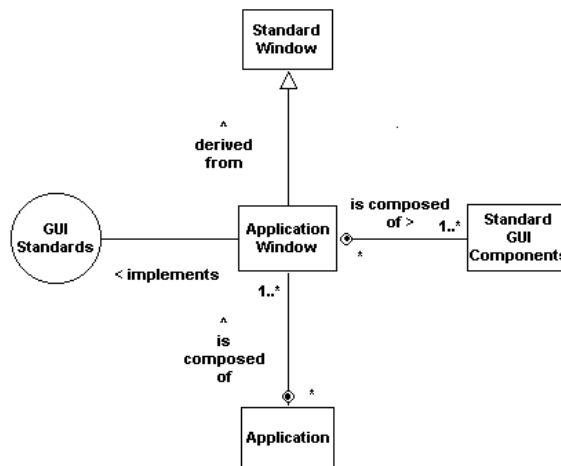 Standard
Window
^
derived
from
is composed
of >
1..*
*
GUI
Standards
Application
Window
Standard
GUI
Components
< implements
1..*
^
is
composed
of
*
Application